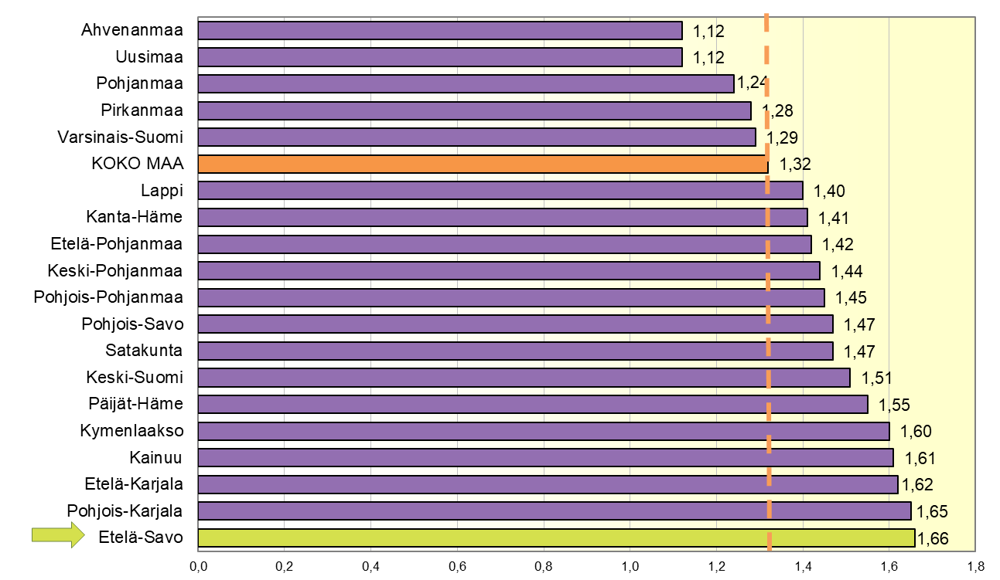 Ahvenanmaa 1,12
Uusimaa 1,12
Pohjanmaa 1,24
Pirkanmaa 1,28
Varsinais-Suomi 1,29
KOKO MAA 1,32
Lappi 1,40
Kanta-Häme 1,41
Etelä-Pohjanmaa 1,42
Keski-Pohjanmaa 1,44
Pohjois-Pohjanmaa 1,45
Pohjois-Savo 1,47
Satakunta 1,47
Keski-Suomi 1,51
Päijät-Häme 1,55
Kymenlaakso 1,60
Kainuu 1,61
Etelä-Karjala 1,62
Pohjois-Karjala 1,65
Etelä-Savo 1,66
0,0 0,2 0,4 0,6 0,8 1,0 1,2 1,4 1,6 1,8